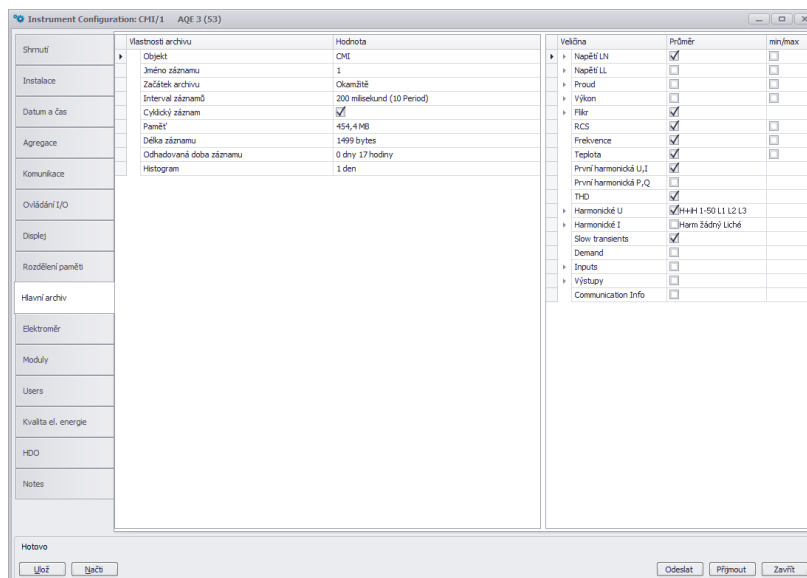 Instrument Configuration: CMI/1 AQE 3 (53)
Shrnutí
Instalace
Datum a čas
Agregace
Komunikace
Ovládání I/O
Displej
Rozdělení paměti
Hlavní archiv
Elektroměr
Moduly
Users
Kvalita el. energie
HDO
Notes
Vlastnosti archivu Hodnota
Objekt CMI
Jméno záznamu 1
Začátek archivu Okamžitě
Interval záznamů 200 milisekund (10 Period)
Cyklický záznam
Paměť 454,4 MB
Délka záznamu 1499 bytes
Odhadovaná doba záznamu 0 dny 17 hodiny
Histogram 1 den
Veličina Průměr min/max
Napětí LN
Napětí LL
Proud
Výkon
Flikr
RCS
Frekvence
Teplota
První harmonická U,I
První harmonická P,Q
THD
Harmonické U H+iH 1-50 L1 L2 L3
Harmonické I Harm žádný Liché
Slow transients
Demand
Inputs
Výstupy
Communication Info
Hotovo
Ulož Načti Odeslat Přijmout Zavřít